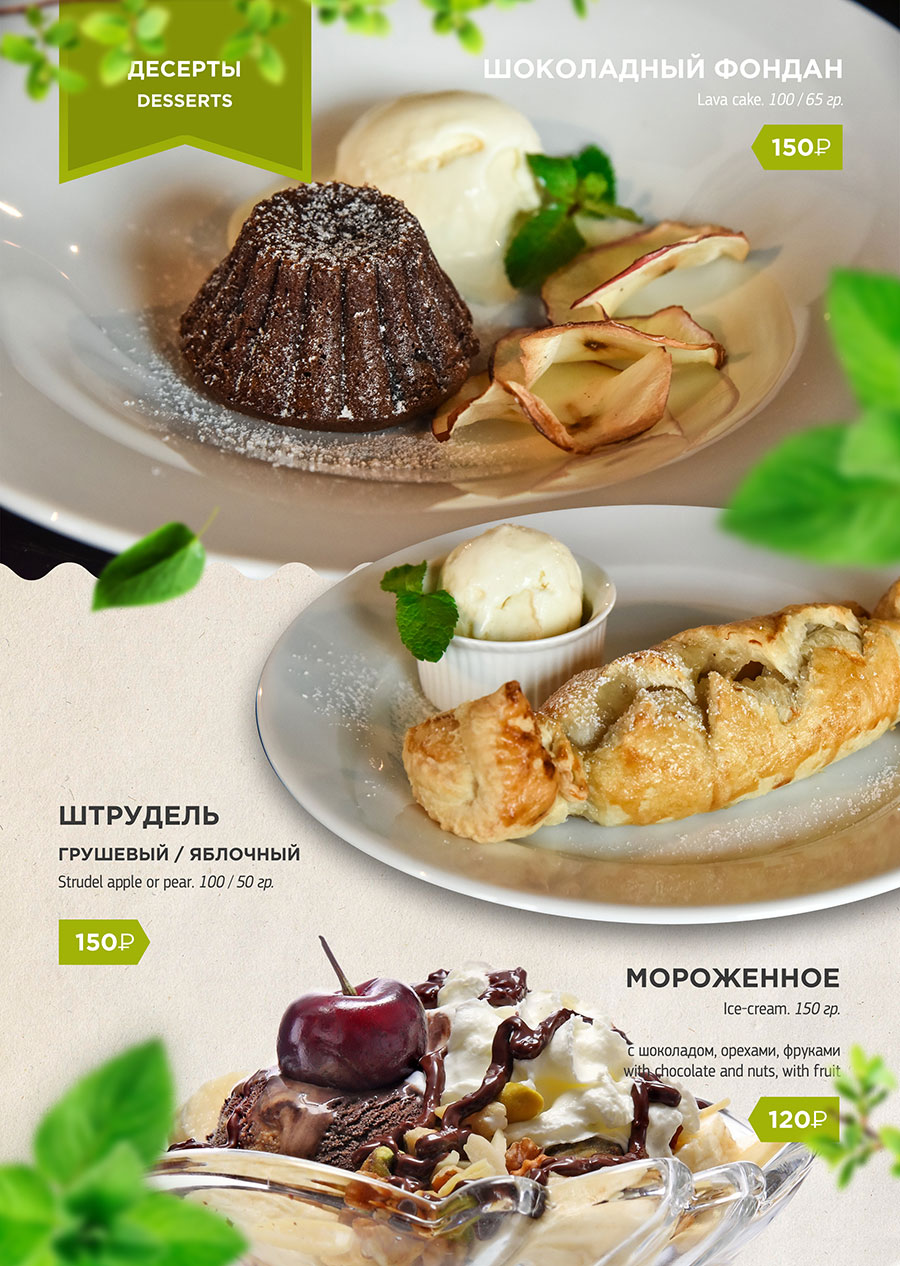 ДЕСЕРТЫ
DESSERTS
ШОКОЛАДНЫЙ ФОНДАН
Lava cake. 100 / 65 гр.
150₽
ШТРУДЕЛЬ
ГРУШЕВЫЙ / ЯБЛОЧНЫЙ
Strudel apple or pear. 100 / 50 гр.
150₽
МОРОЖЕННОЕ
Ice-cream. 150 гр.
с шоколадом, орехами, фруками
with chocolate and nuts, with fruit
120₽